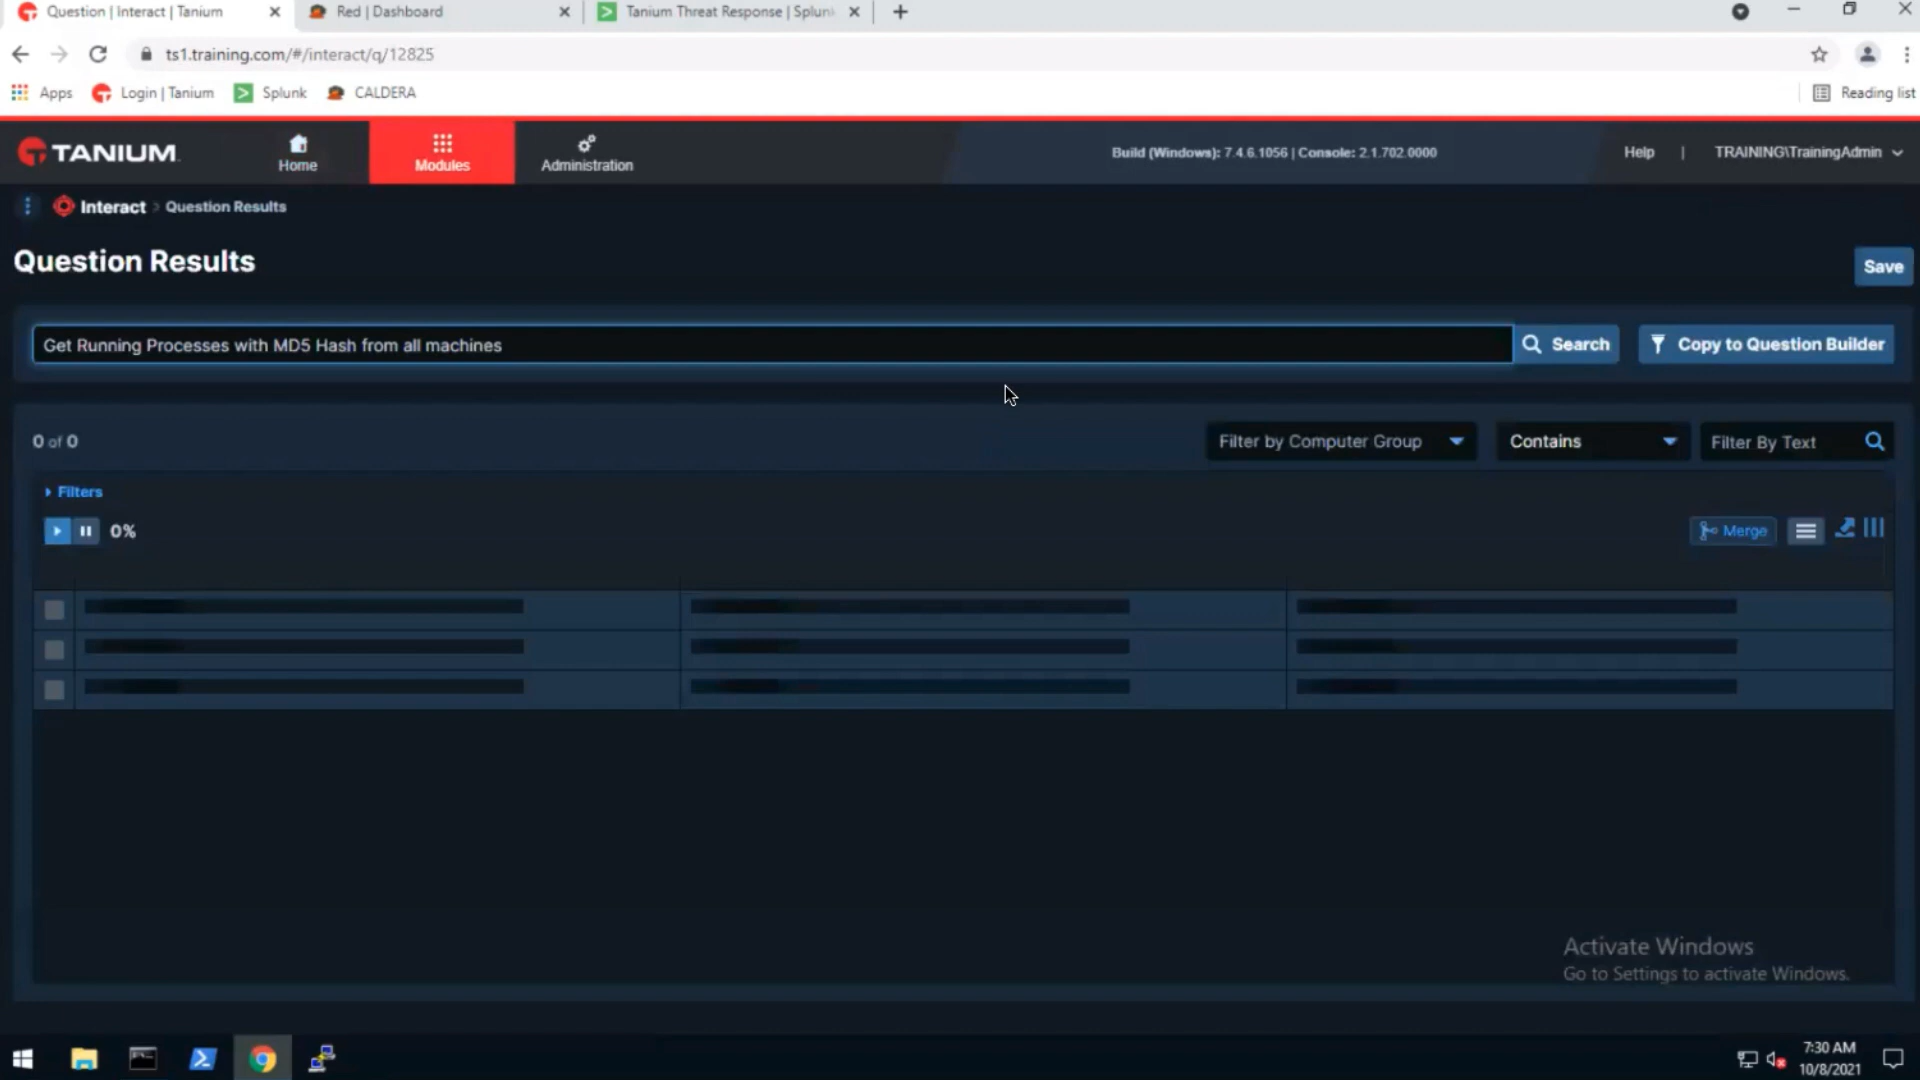 Question | Interact | Tanium
Red | Dashboard
Tanium Threat Response | Splun
ts1.training.com/#/interact/q/12825
Apps
Login | Tanium
Splunk
CALDERA
Reading list
TANIUM
Home
Modules
Administration
Build (Windows): 7.4.6.1056 | Console: 2.1.702.0000
Help
TRAINING\TrainingAdmin
Interact > Question Results
Question Results
Save
Get Running Processes with MD5 Hash from all machines
Search
Copy to Question Builder
0 of 0
Filter by Computer Group
Contains
Filter By Text
Filters
0%
Merge
Activate Windows
Go to Settings to activate Windows.
7:30 AM
10/8/2021